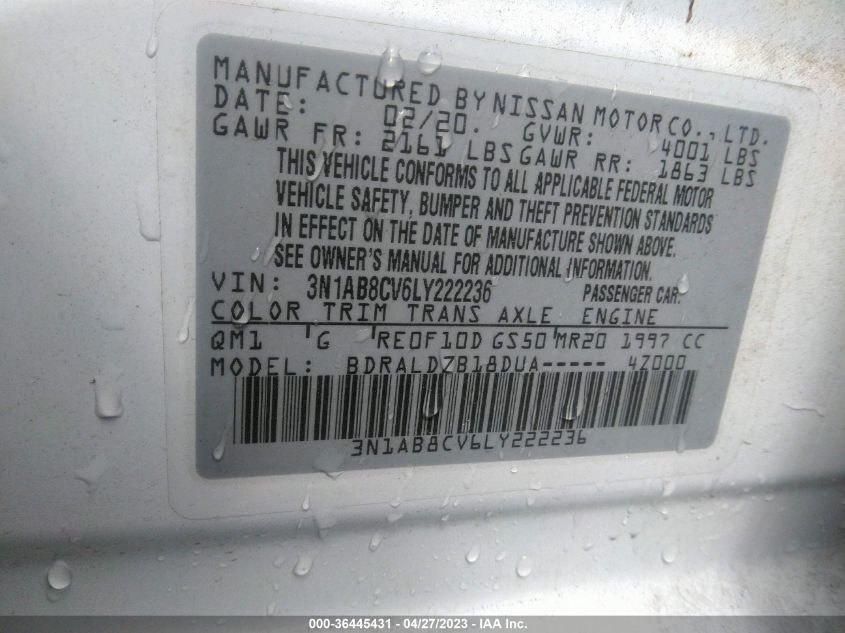 MANUFACTURED BY NISSAN MOTOR CO., LTD.
DATE: 02/20. GVWR: 4001 LBS
GAWR FR: 2161 LBS GAWR RR: 1863 LBS
THIS VEHICLE CONFORMS TO ALL APPLICABLE FEDERAL MOTOR
VEHICLE SAFETY, BUMPER AND THEFT PREVENTION STANDARDS
IN EFFECT ON THE DATE OF MANUFACTURE SHOWN ABOVE.
SEE OWNER'S MANUAL FOR ADDITIONAL INFORMATION.
VIN: 3N1AB8CV6LY222236 PASSENGER CAR.
COLOR TRIM TRANS AXLE ENGINE
QM1 G RE0F10D GS50 MR20 1997 CC
MODEL: BDRALDZB18DUA----- 4Z000
3N1AB8CV6LY222236
000-36445431 - 04/27/2023 - IAA Inc.